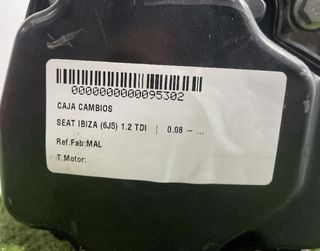 0000000000095302
CAJA CAMBIOS
SEAT IBIZA (6J5) 1.2 TDI | 0.08 – ...
Ref.Fab:MAL
T.Motor: